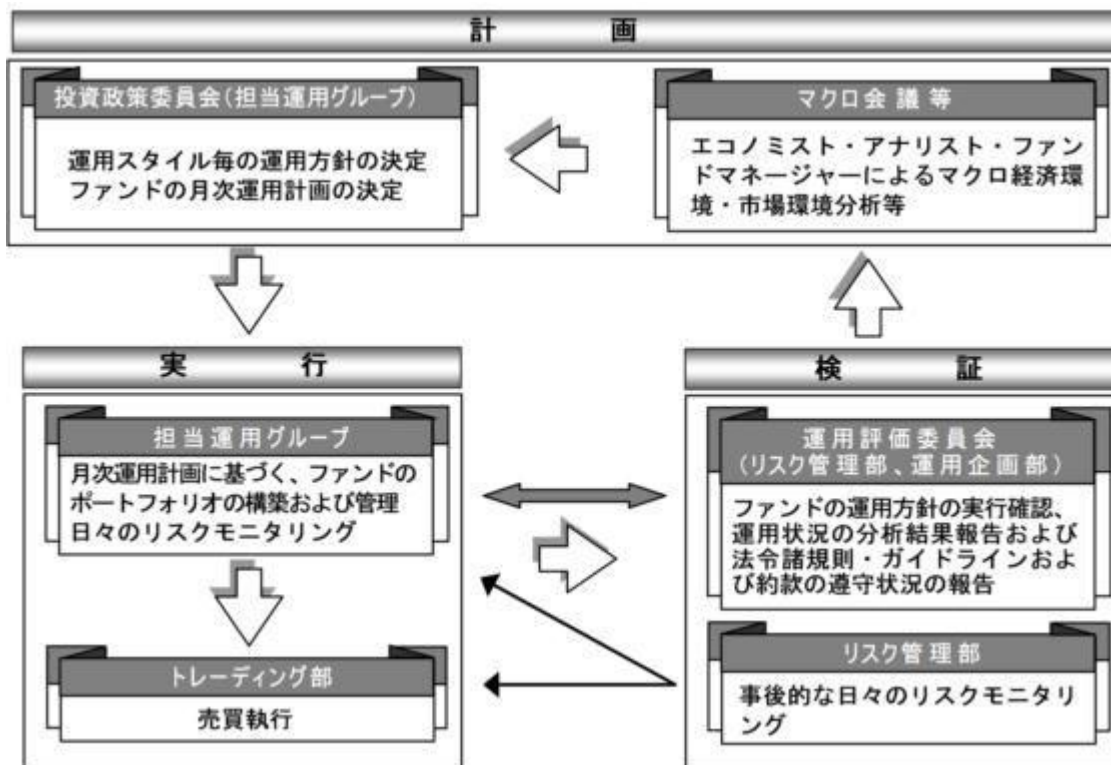 計画
投資政策委員会(担当運用グループ)
運用スタイル毎の運用方針の決定
ファンドの月次運用計画の決定
マクロ会議等
エコノミスト・アナリスト・ファン
ドマネージャーによるマクロ経済環
境・市場環境分析等
実行
担当運用グループ
月次運用計画に基づく、ファンドの
ポートフォリオの構築および管理
日々のリスクモニタリング
トレーディング部
売買執行
検証
運用評価委員会
(リスク管理部、運用企画部)
ファンドの運用方針の実行確認、
運用状況の分析結果報告および
法令諸規則・ガイドラインおよ
び約款の遵守状況の報告
リスク管理部
事後的な日々のリスクモニタリ
ング